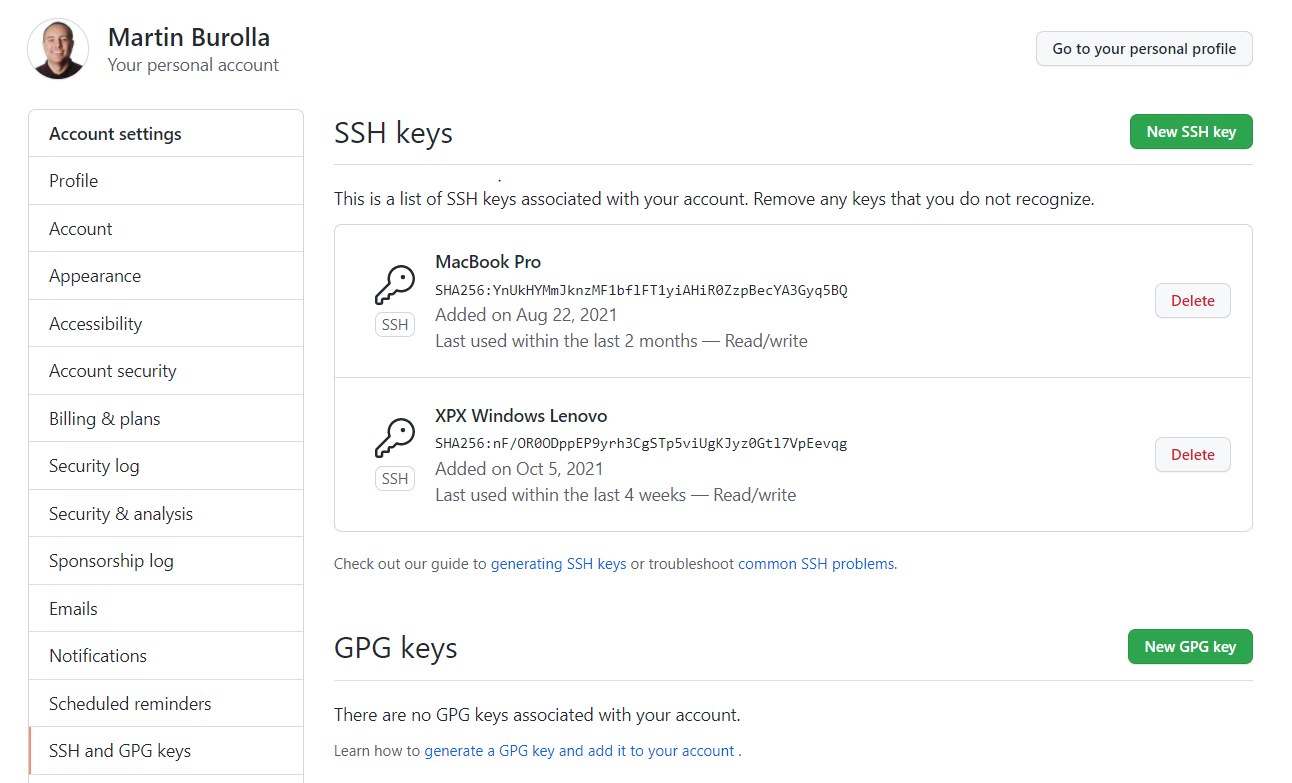 Martin Burolla
Your personal account
Go to your personal profile
Account settings
Profile
Account
Appearance
Accessibility
Account security
Billing & plans
Security log
Security & analysis
Sponsorship log
Emails
Notifications
Scheduled reminders
SSH and GPG keys
SSH keys
New SSH key
This is a list of SSH keys associated with your account. Remove any keys that you do not recognize.
MacBook Pro
SHA256:YnUkHYMmJknzMF1bflFT1yiAHiR0ZzpBecYA3Gyq5BQ
Added on Aug 22, 2021
Last used within the last 2 months — Read/write
SSH
Delete
XPX Windows Lenovo
SHA256:nF/OR0ODppEP9yrh3CgSTp5viUgKJyz0Gtl7VpEevqg
Added on Oct 5, 2021
Last used within the last 4 weeks — Read/write
SSH
Delete
Check out our guide to generating SSH keys or troubleshoot common SSH problems.
GPG keys
New GPG key
There are no GPG keys associated with your account.
Learn how to generate a GPG key and add it to your account .